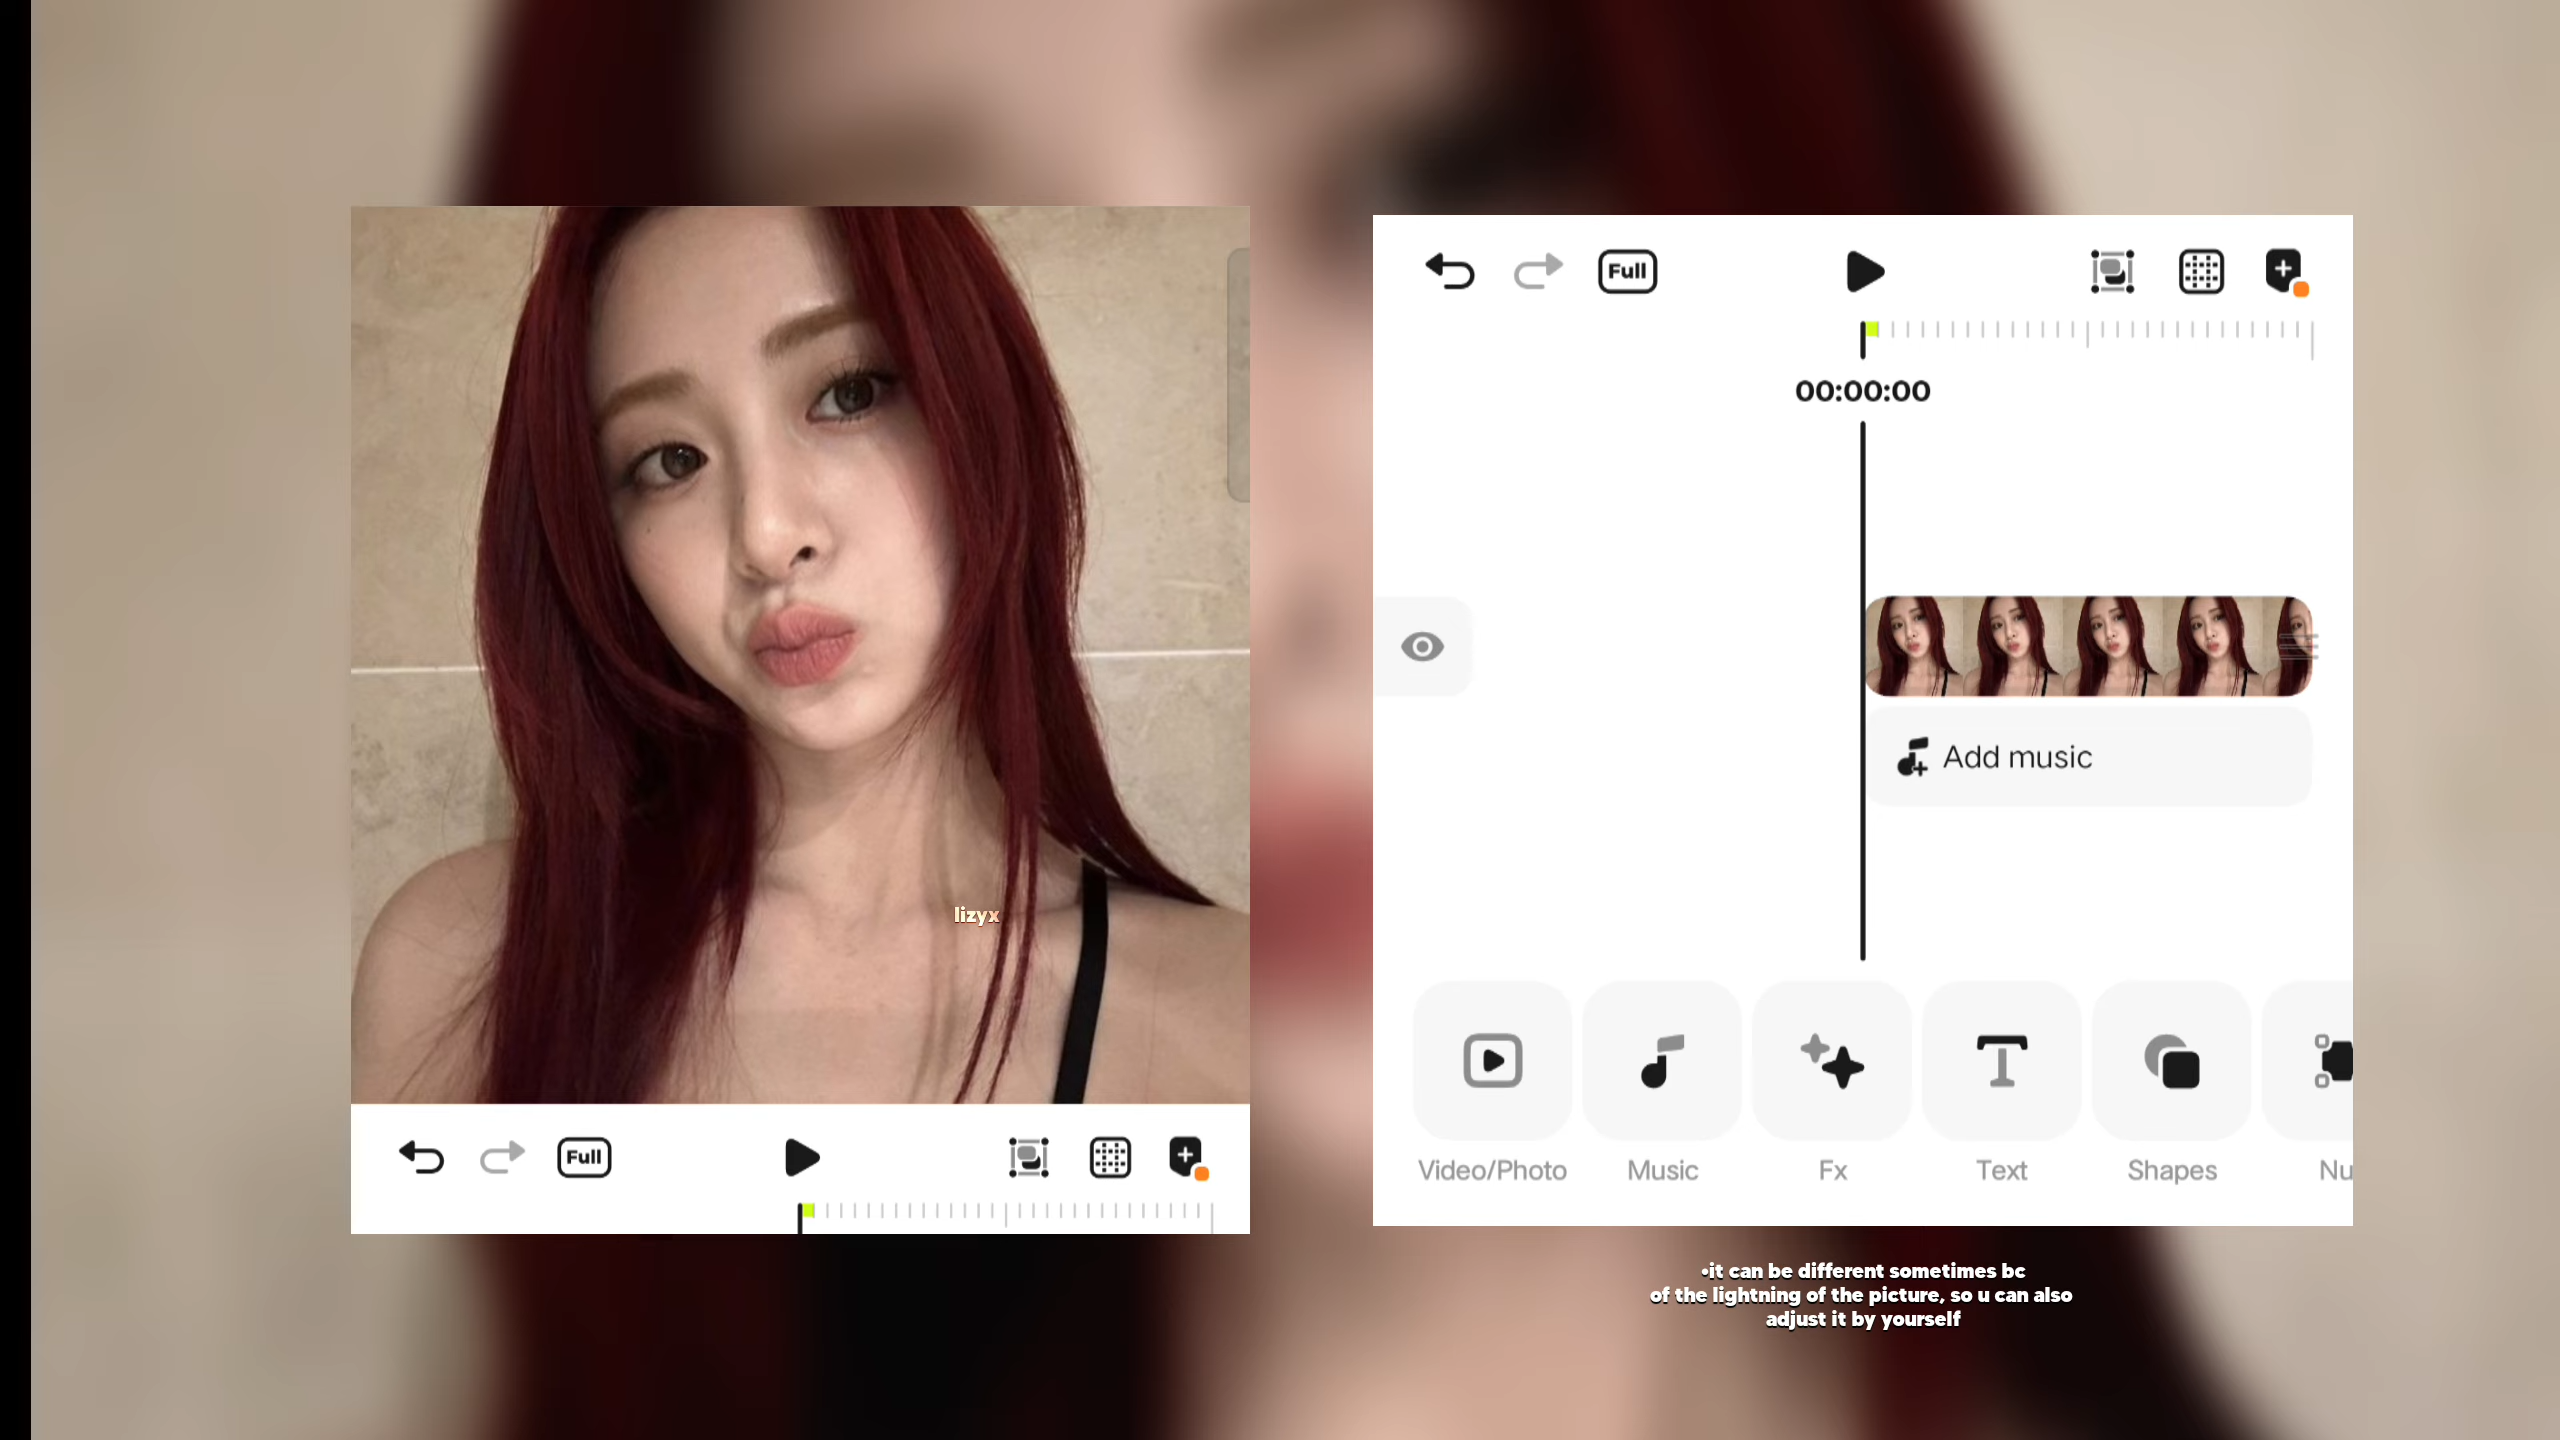 lizyx
Full
Full
00:00:00
Add music
Video/Photo
Music
Fx
Text
Shapes
Nu
•it can be different sometimes bc
of the lightning of the picture, so u can also
adjust it by yourself